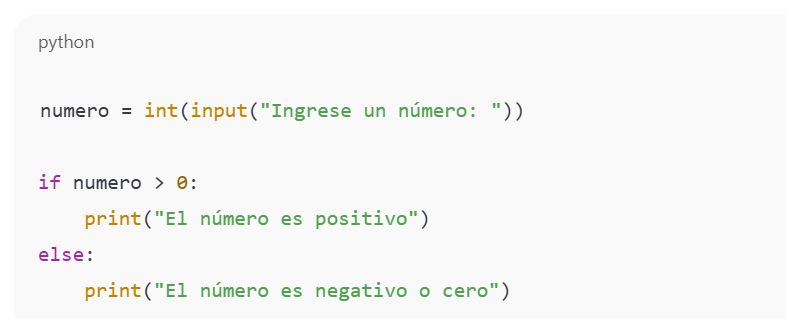 python
numero = int(input("Ingrese un número: "))
if numero > 0:
    print("El número es positivo")
else:
    print("El número es negativo o cero")